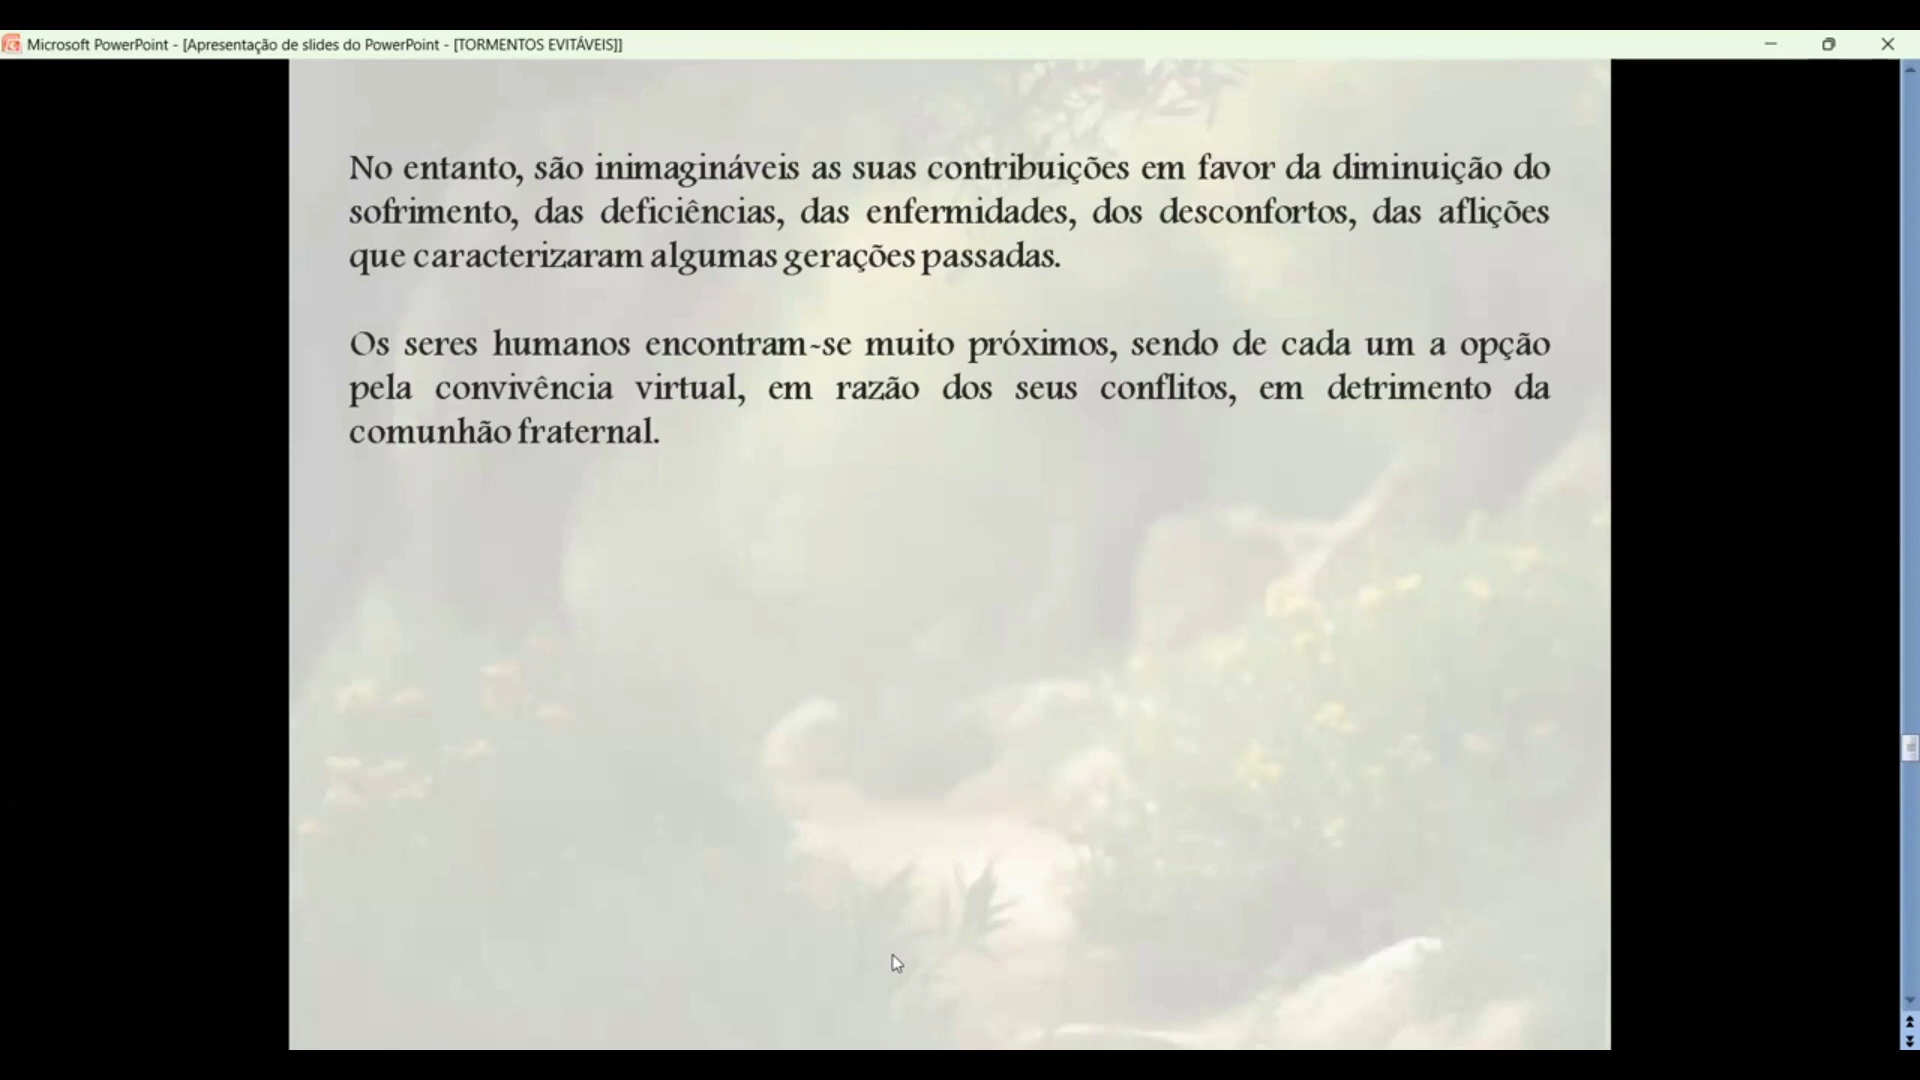 Microsoft PowerPoint - [Apresentação de slides do PowerPoint - [TORMENTOS EVITÁVEIS]]
No entanto, são inimagináveis as suas contribuições em favor da diminuição do
sofrimento, das deficiências, das enfermidades, dos desconfortos, das aflições
que caracterizaram algumas gerações passadas.
Os seres humanos encontram-se muito próximos, sendo de cada um a opção
pela convivência virtual, em razão dos seus conflitos, em detrimento da
comunhão fraternal.